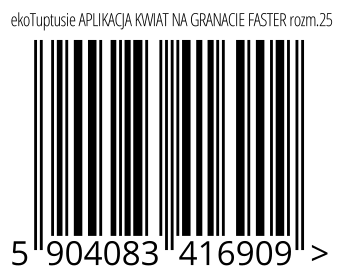 ekoTuptusie APLIKACJA KWIAT NA GRANACIE FASTER rozm.25
5 904083 416909 >